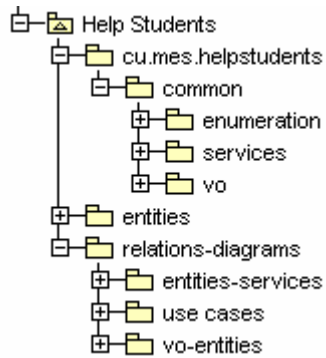 Help Students
cu.mes.helpstudents
common
enumeration
services
vo
entities
relations-diagrams
entities-services
use cases
vo-entities